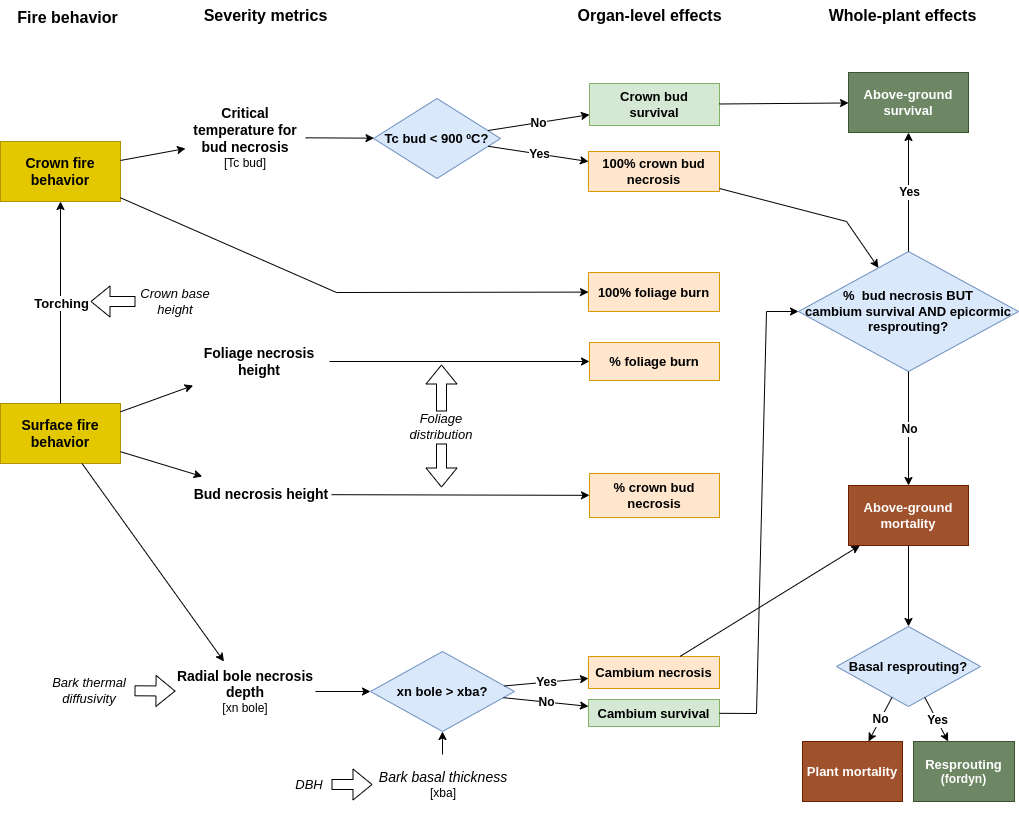 Fire behavior
Severity metrics
Organ-level effects
Whole-plant effects
Critical
temperature for
bud necrosis
[Tc bud]
Tc bud < 900 ºC?
No
Yes
Crown bud
survival
100% crown bud
necrosis
Above-ground
survival
Crown fire
behavior
Yes
Torching
Crown base
height
100% foliage burn
% bud necrosis BUT
cambium survival AND epicormic
resprouting?
Foliage necrosis
height
% foliage burn
Foliage
distribution
Surface fire
behavior
No
Bud necrosis height
% crown bud
necrosis
Above-ground
mortality
Bark thermal
diffusivity
Radial bole necrosis
depth
[xn bole]
xn bole > xba?
Yes
No
Cambium necrosis
Cambium survival
Basal resprouting?
No
Yes
DBH
Bark basal thickness
[xba]
Plant mortality
Resprouting
(fordyn)